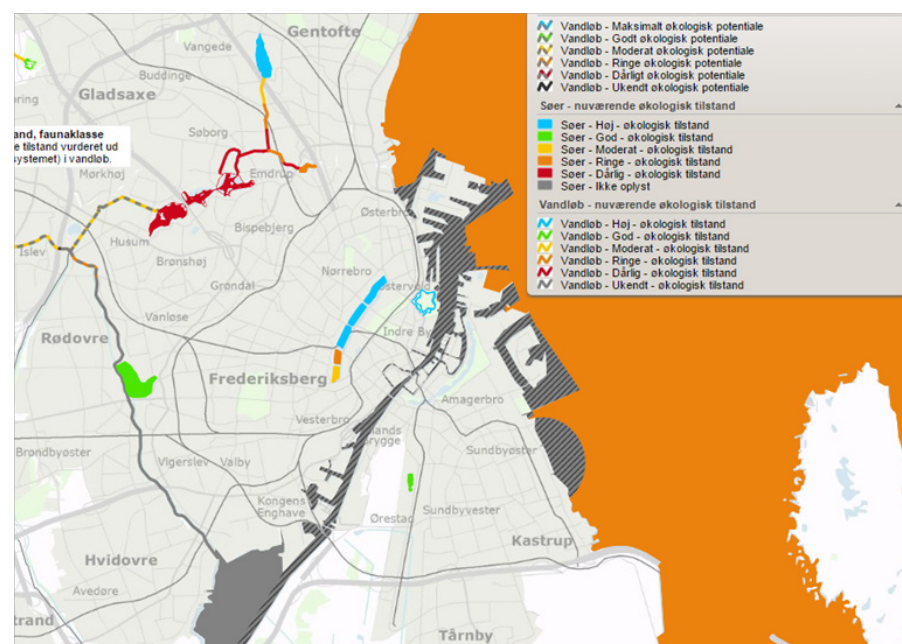 Vandløb - Maksimalt økologisk potentiale
Vandløb - Godt økologisk potentiale
Vandløb - Moderat økologisk potentiale
Vandløb - Ringe økologisk potentiale
Vandløb - Dårligt økologisk potentiale
Vandløb - Ukendt økologisk potentiale
Søer - nuværende økologisk tilstand
Søer - Høj - økologisk tilstand
Søer - God - økologisk tilstand
Søer - Moderat - økologisk tilstand
Søer - Ringe - økologisk tilstand
Søer - Dårlig - økologisk tilstand
Søer - Ikke oplyst
Vandløb - nuværende økologisk tilstand
Vandløb - Høj - økologisk tilstand
Vandløb - God - økologisk tilstand
Vandløb - Moderat - økologisk tilstand
Vandløb - Ringe - økologisk tilstand
Vandløb - Dårlig - økologisk tilstand
Vandløb - Ukendt - økologisk tilstand
Gentofte
Vangede
Buddinge
Gladsaxe
ring
and, faunaklasse
e tilstand vurderet ud
systemet) i vandløb.
Søborg
Mørkhøj
Emdrup
Østerbro
Bispebjerg
Husum
Islev
Brønshøj
Nørrebro
Grøndal
Østervold
Vanløse
Indre By
Rødovre
Frederiksberg
Amagerbro
Vesterbro
lands
rygge
Brøndbyøster
Vigerslev
Valby
Sundbyøster
Kongens
Enghave
Ørestad
Sundbyvester
Kastrup
Hvidovre
Avedøre
trand
Tårnby